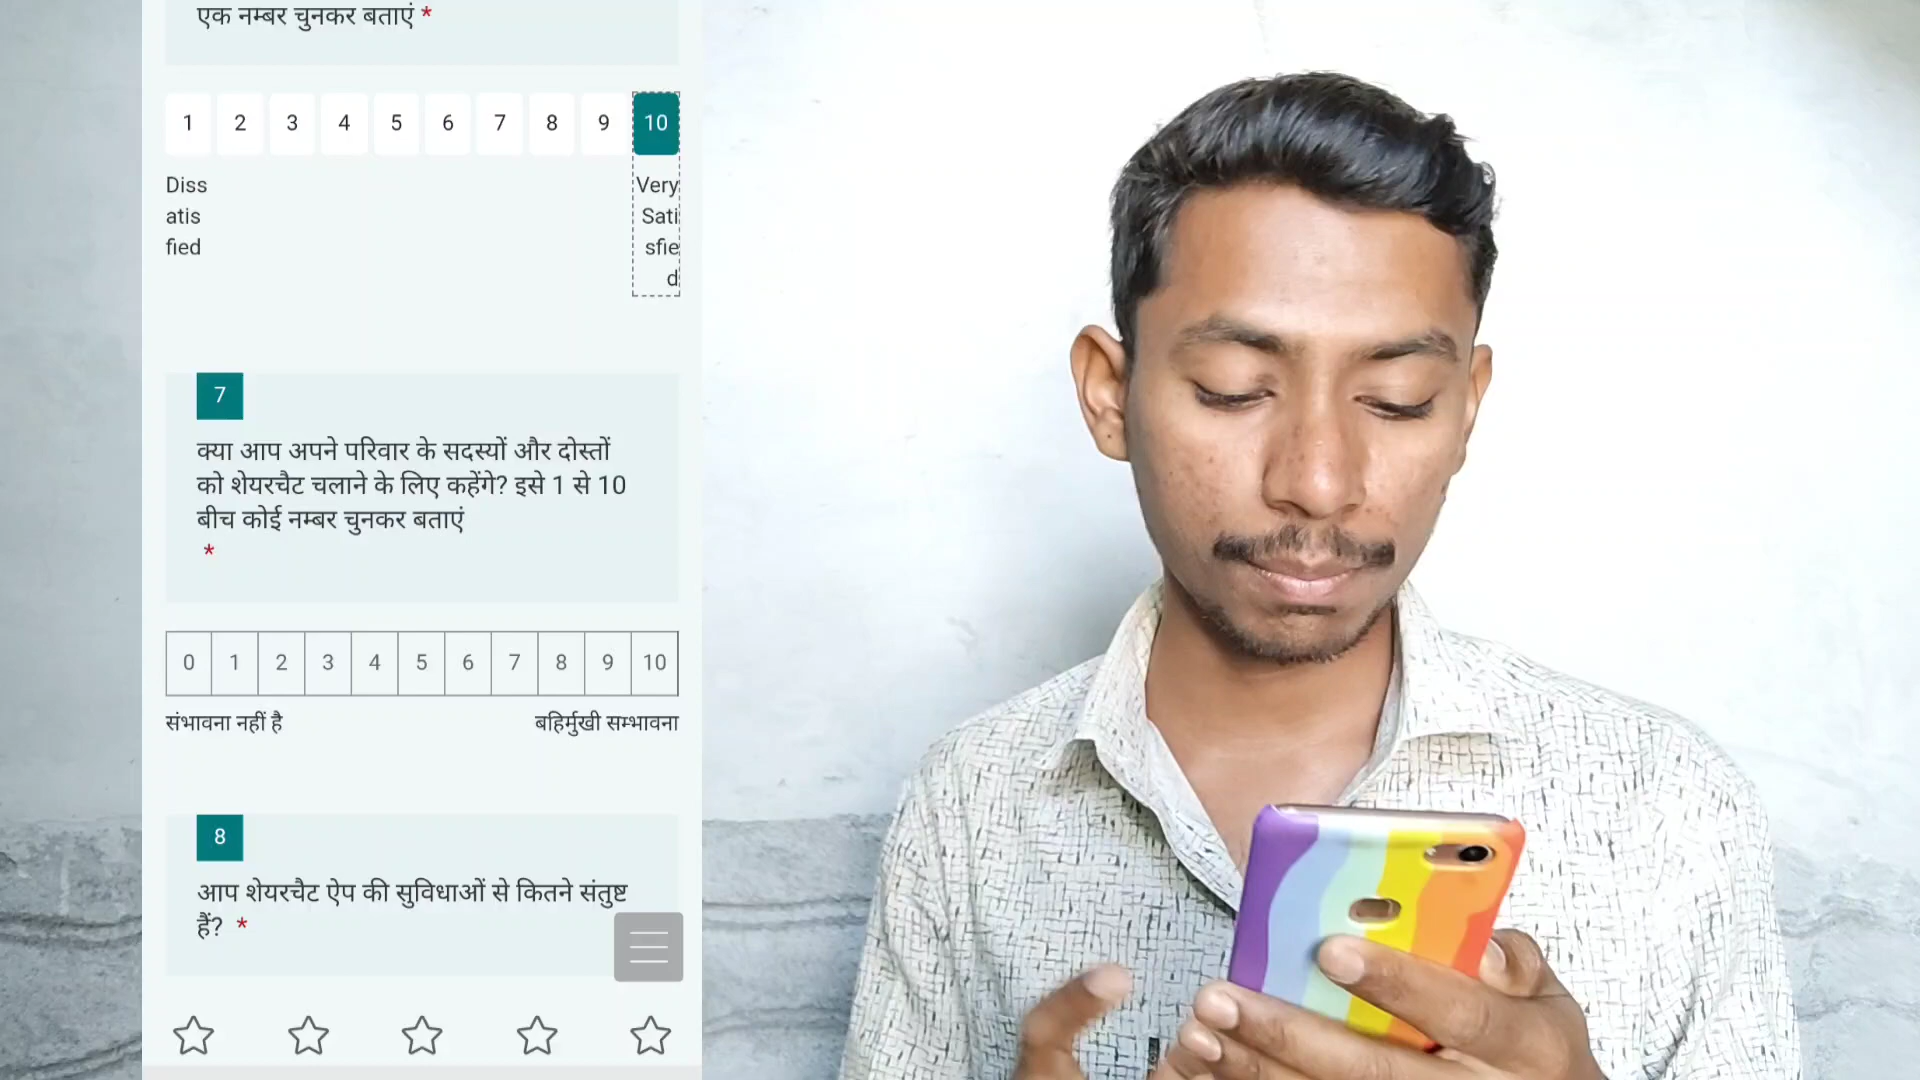 एक नम्बर चुनकर बताएं *
1 2 3 4 5 6 7 8 9 10
Diss
atis
fied
Very
Sati
sfie
d
7
क्या आप अपने परिवार के सदस्यों और दोस्तों
को शेयरचैट चलाने के लिए कहेंगे? इसे 1 से 10
बीच कोई नम्बर चुनकर बताएं
*
0 1 2 3 4 5 6 7 8 9 10
संभावना नहीं है
बहिर्मुखी सम्भावना
8
आप शेयरचैट ऐप की सुविधाओं से कितने संतुष्ट
हैं? *